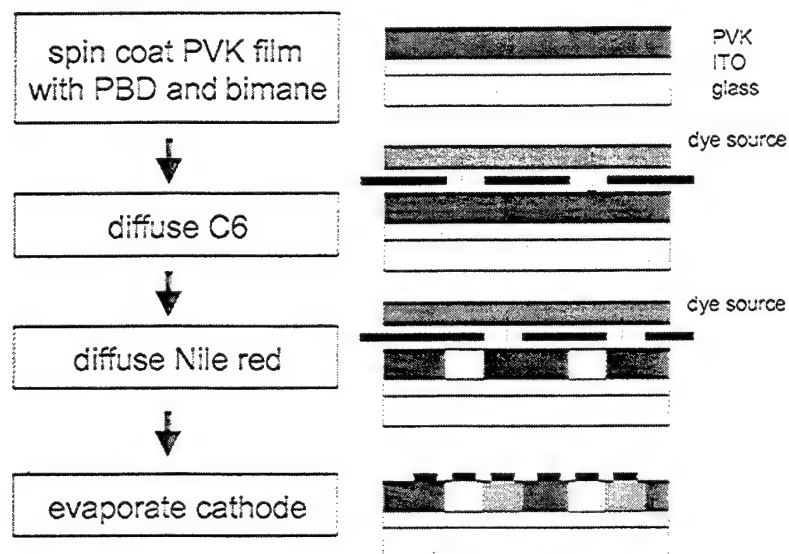 spin coat PVK film
with PBD and bimane
PVK
ITO
glass
dye source
diffuse C6
dye source
diffuse Nile red
evaporate cathode